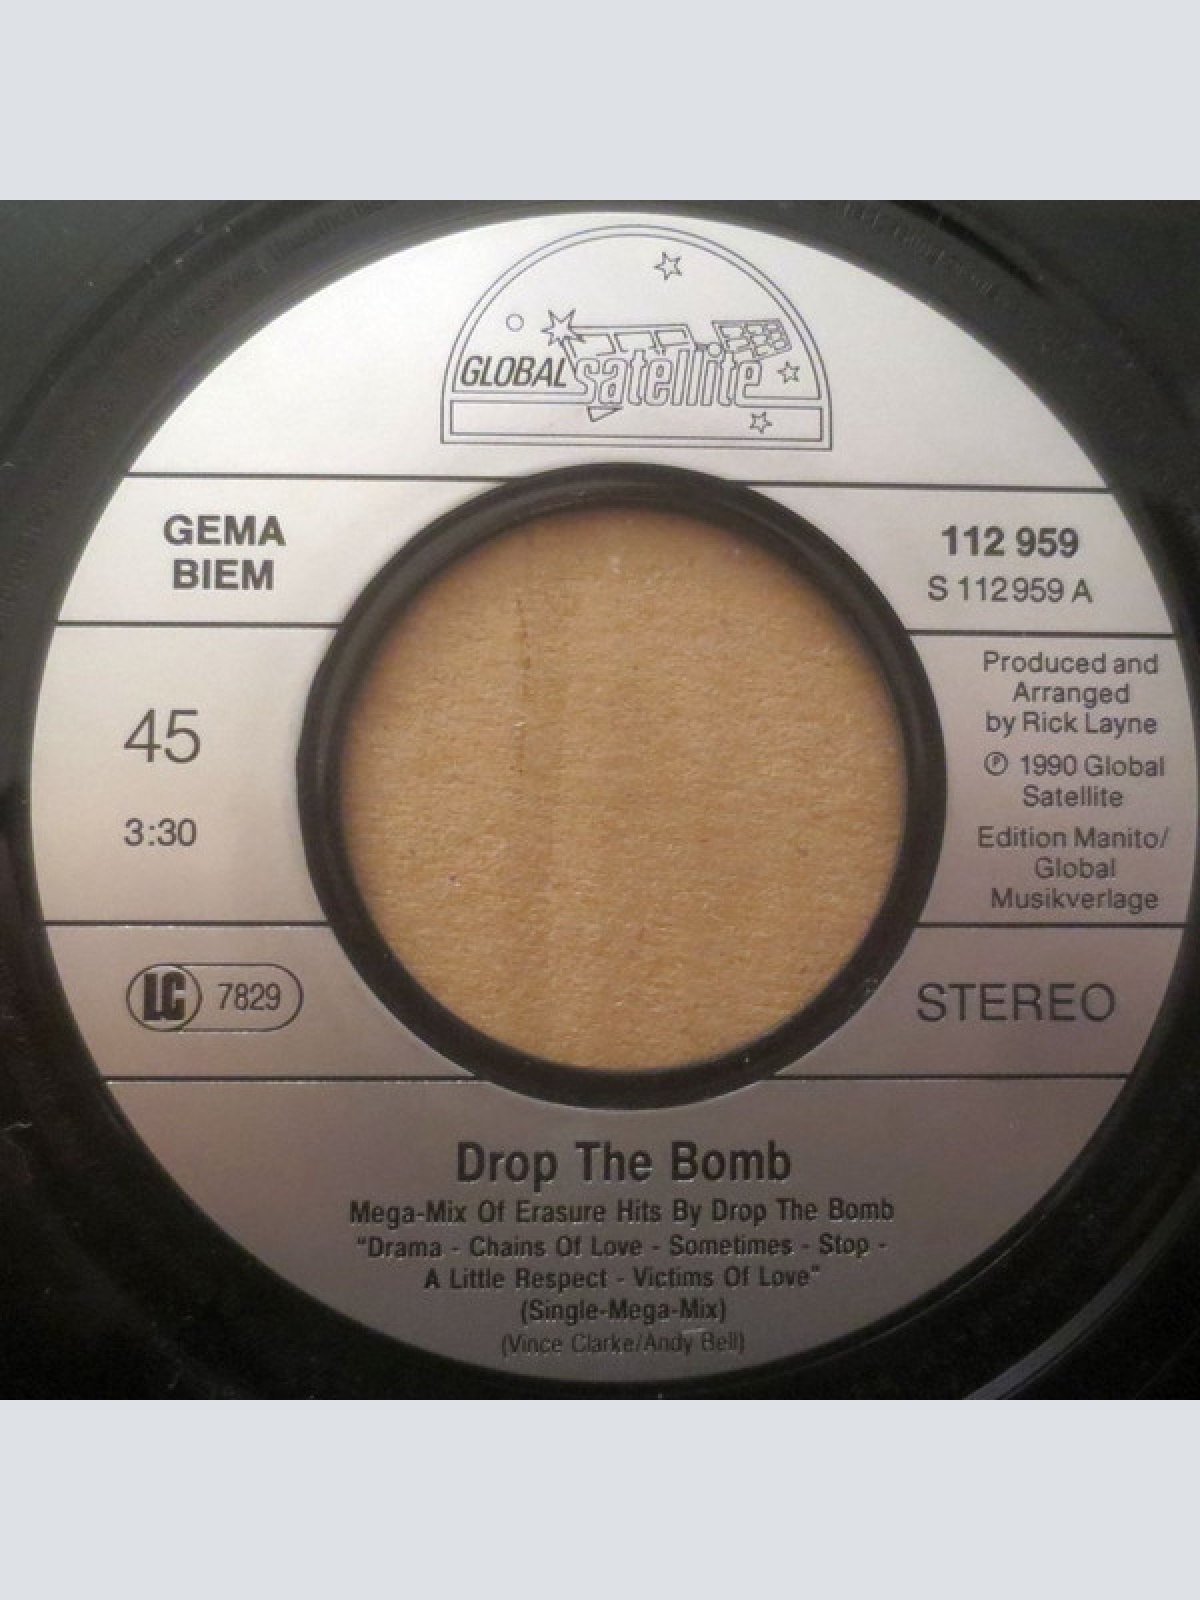 GLOBAL satellite
GEMA
BIEM
112 959
S 112959 A
45
3:30
Produced and
Arranged
by Rick Layne
℗ 1990 Global
Satellite
Edition Manito/
Global
Musikverlage
LC 7829
STEREO
Drop The Bomb
Mega-Mix Of Erasure Hits By Drop The Bomb
"Drama - Chains Of Love - Sometimes - Stop -
A Little Respect - Victims Of Love"
(Single-Mega-Mix)
(Vince Clarke/Andy Bell)